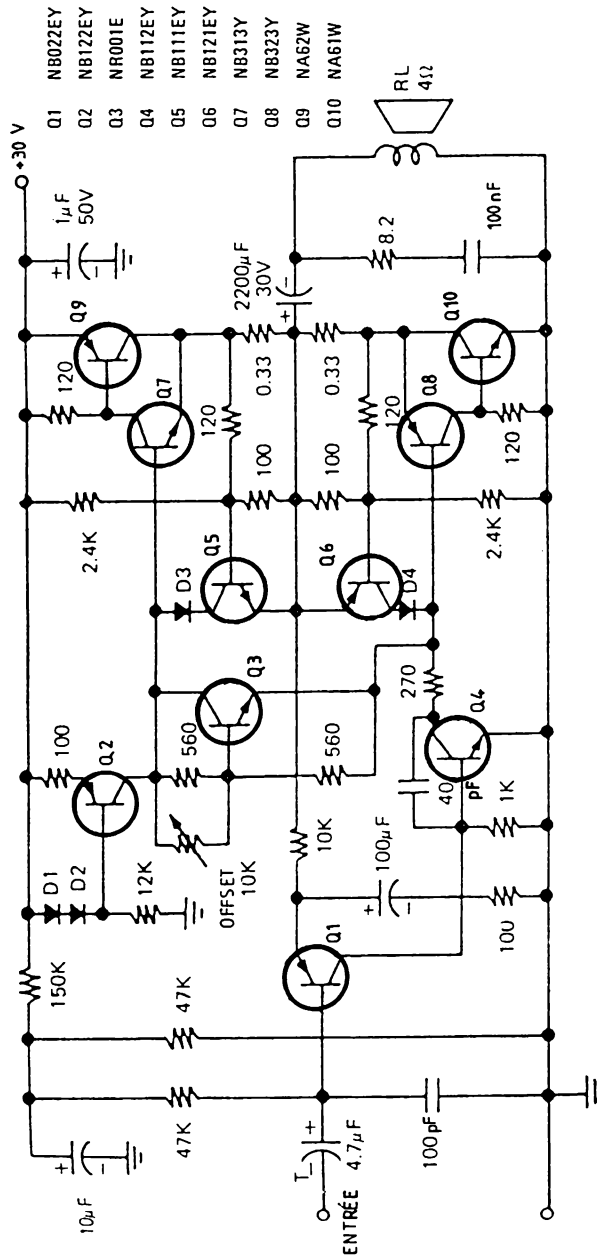 +30 V
1µF
50V
10µF
150K
D1
D2
100
12K
Q2
OFFSET
10K
560
560
Q3
2.4K
D3
Q5
120
120
Q9
Q7
0.33
100
2200µF
30V
8.2
100nF
RL
4Ω
0.33
100
Q6
D4
120
Q8
Q10
120
2.4K
270
Q4
40
pF
1K
10K
100µF
100
Q1
47K
47K
T
4.7µF
100pF
ENTRÉE
Q1 NB022EY
Q2 NB122EY
Q3 NR001E
Q4 NB112EY
Q5 NB111EY
Q6 NB121EY
Q7 NB313Y
Q8 NB323Y
Q9 NA62W
Q10 NA61W